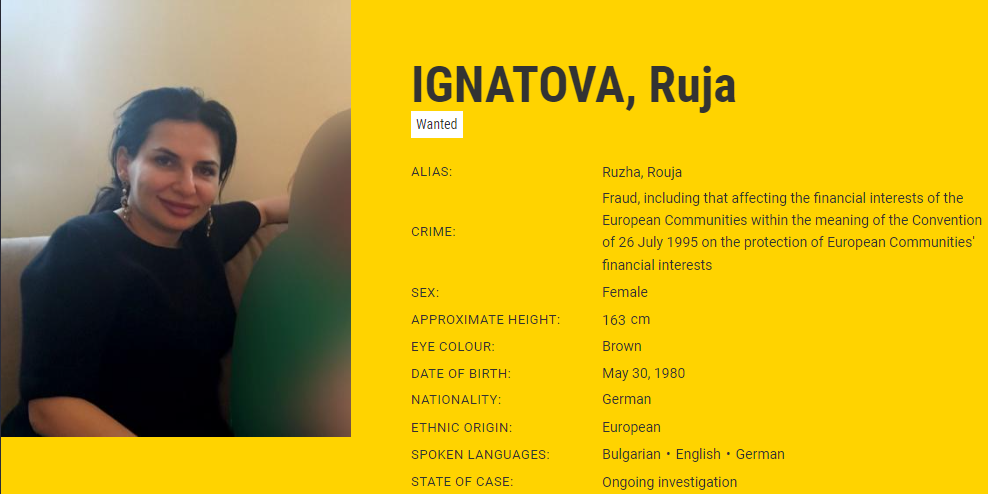 IGNATOVA, Ruja
Wanted
ALIAS: Ruzha, Rouja
CRIME: Fraud, including that affecting the financial interests of the
European Communities within the meaning of the Convention
of 26 July 1995 on the protection of European Communities'
financial interests
SEX: Female
APPROXIMATE HEIGHT: 163 cm
EYE COLOUR: Brown
DATE OF BIRTH: May 30, 1980
NATIONALITY: German
ETHNIC ORIGIN: European
SPOKEN LANGUAGES: Bulgarian • English • German
STATE OF CASE: Ongoing investigation